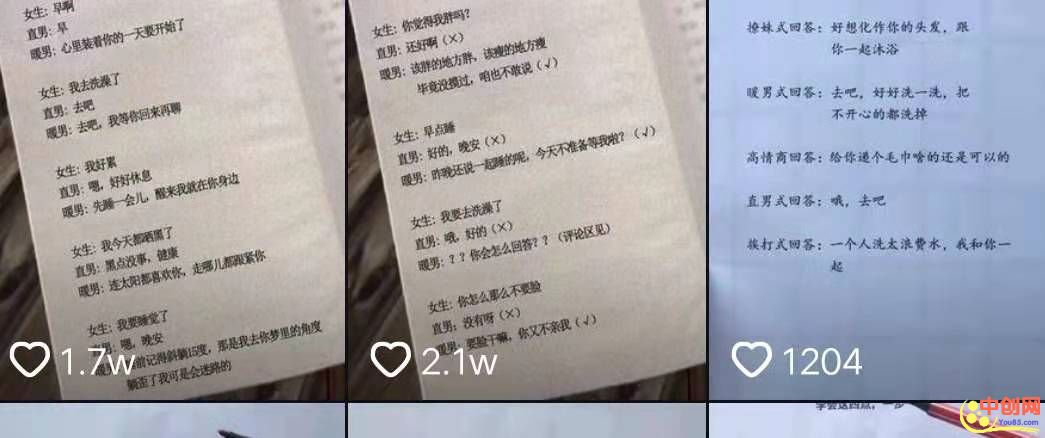 女生：早啊
直男：早
暖男：心里装着你的一天要开始了
女生：我去洗澡了
直男：去吧
暖男：去吧，我等你回来再聊
女生：我好累
直男：嗯，好好休息
暖男：先睡一会儿，醒来我就在你身边
女生：我今天都晒黑了
直男：黑点没事，健康
暖男：连太阳都喜欢你，走哪儿都跟紧你
女生：我要睡觉了
直男：嗯，晚安
暖男：前记得斜躺15度，那是我去你梦里的角度
躺歪了我可是会迷路的
1.7w
女生：你觉得我胖吗？
直男：还好啊（×）
暖男：该胖的地方胖，该瘦的地方瘦
毕竟没摸过，咱也不敢说（√）
女生：早点睡
直男：好的，晚安（×）
暖男：昨晚还说一起睡的呢，今天不准备等我啦？（√）
女生：我要去洗澡了
直男：哦，好的（×）
暖男：？？你会怎么回答？？（评论区见）
女生：你怎么那么不要脸
直男：没有呀（×）
暖男：要脸干嘛，你又不亲我（√）
2.1w
撩妹式回答：好想化作你的头发，跟
你一起沐浴
暖男式回答：去吧，好好洗一洗，把
不开心的都洗掉
高情商回答：给你递个毛巾啥的还是可以的
直男式回答：哦，去吧
挨打式回答：一个人洗太浪费水，我和你一
起
1204
学会这四点，一步
中创网
You85.com